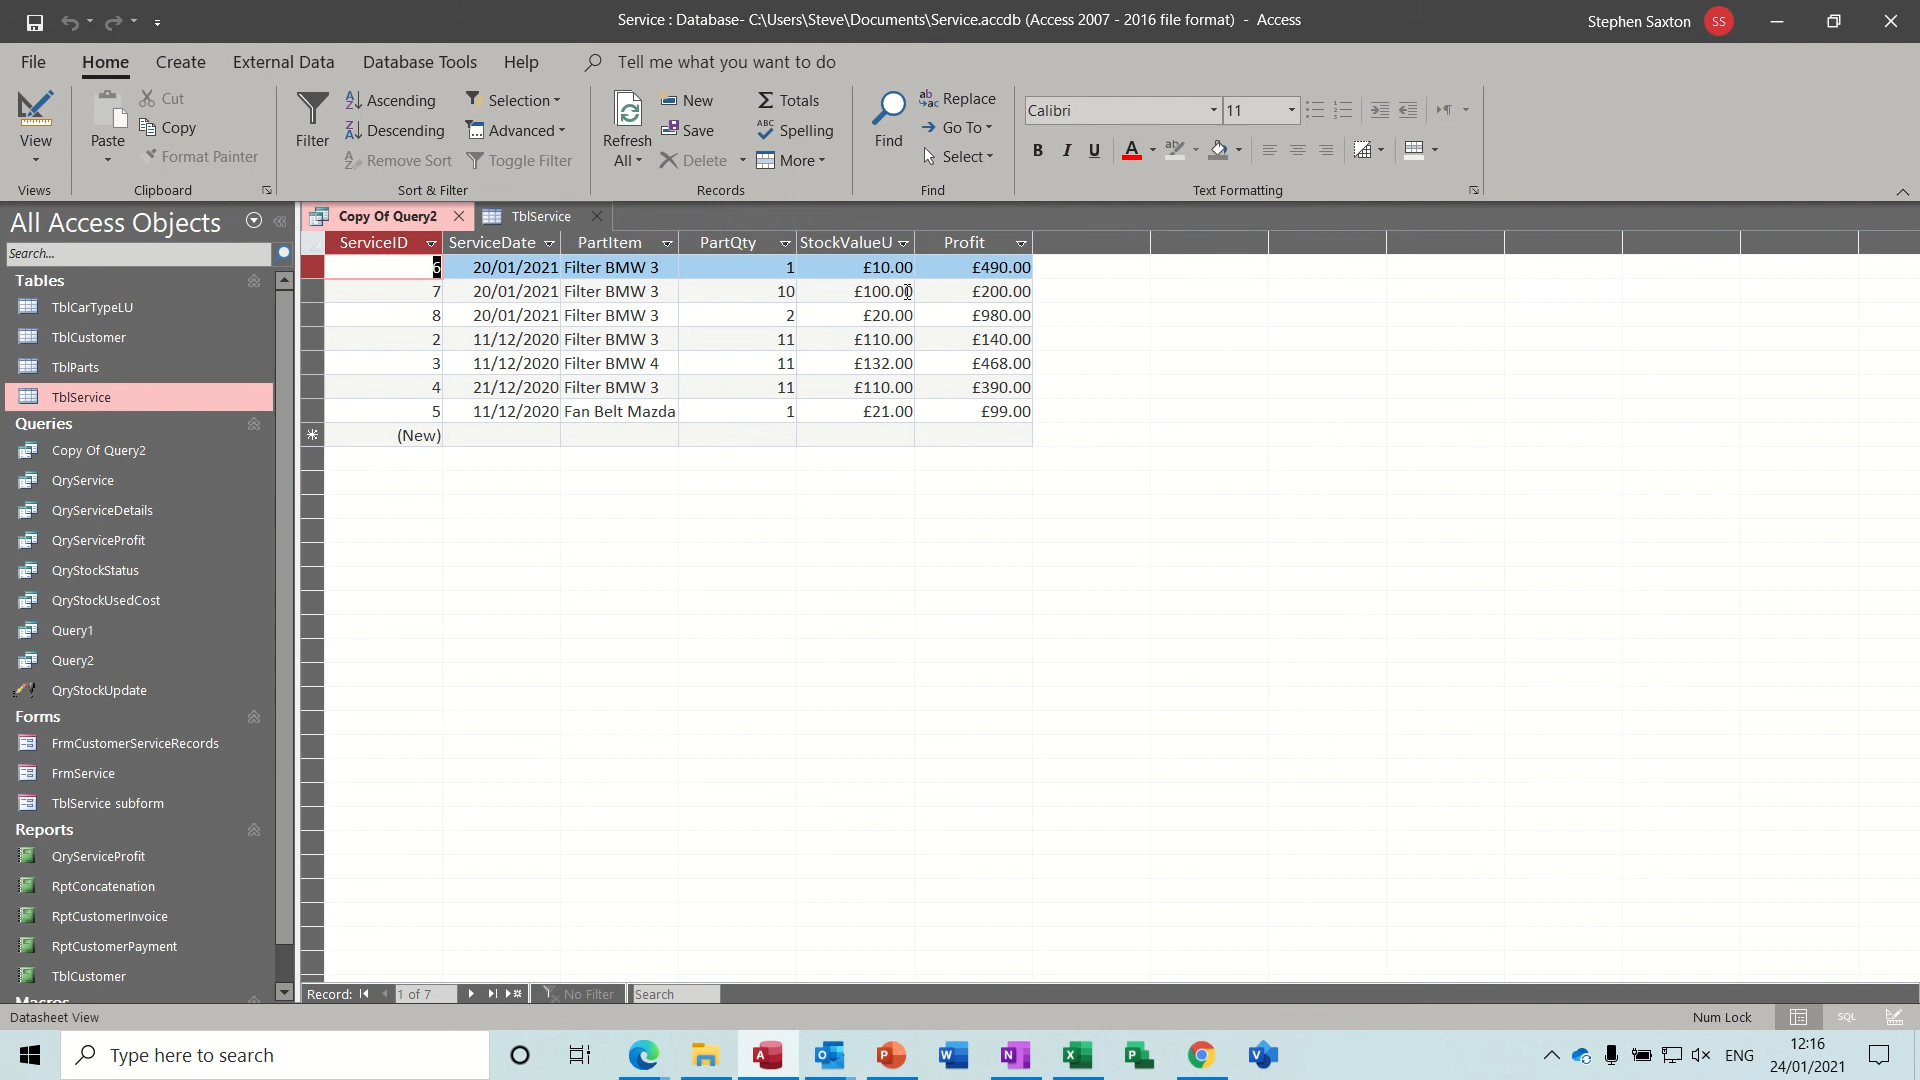 Service : Database- C:\Users\Steve\Documents\Service.accdb (Access 2007 - 2016 file format) - Access
Stephen Saxton SS
File Home Create External Data Database Tools Help Tell me what you want to do
View
Views
Paste
Cut
Copy
Format Painter
Clipboard
Filter
Ascending
Descending
Remove Sort
Selection
Advanced
Toggle Filter
Sort & Filter
Refresh All
New
Save
Delete
Totals
Spelling
More
Records
Find
Replace
Go To
Select
Find
Calibri 11
B I U A
Text Formatting
All Access Objects
Search...
Tables
TblCarTypeLU
TblCustomer
TblParts
TblService
Queries
Copy Of Query2
QryService
QryServiceDetails
QryServiceProfit
QryStockStatus
QryStockUsedCost
Query1
Query2
QryStockUpdate
Forms
FrmCustomerServiceRecords
FrmService
TblService subform
Reports
QryServiceProfit
RptConcatenation
RptCustomerInvoice
RptCustomerPayment
TblCustomer
Macros
Copy Of Query2 TblService
ServiceID ServiceDate PartItem PartQty StockValueU Profit
6 20/01/2021 Filter BMW 3 1 £10.00 £490.00
7 20/01/2021 Filter BMW 3 10 £100.00 £200.00
8 20/01/2021 Filter BMW 3 2 £20.00 £980.00
2 11/12/2020 Filter BMW 3 11 £110.00 £140.00
3 11/12/2020 Filter BMW 4 11 £132.00 £468.00
4 21/12/2020 Filter BMW 3 11 £110.00 £390.00
5 11/12/2020 Fan Belt Mazda 1 £21.00 £99.00
(New)
Record: 1 of 7 No Filter Search
Datasheet View
Num Lock SQL
Type here to search
ENG
12:16
24/01/2021